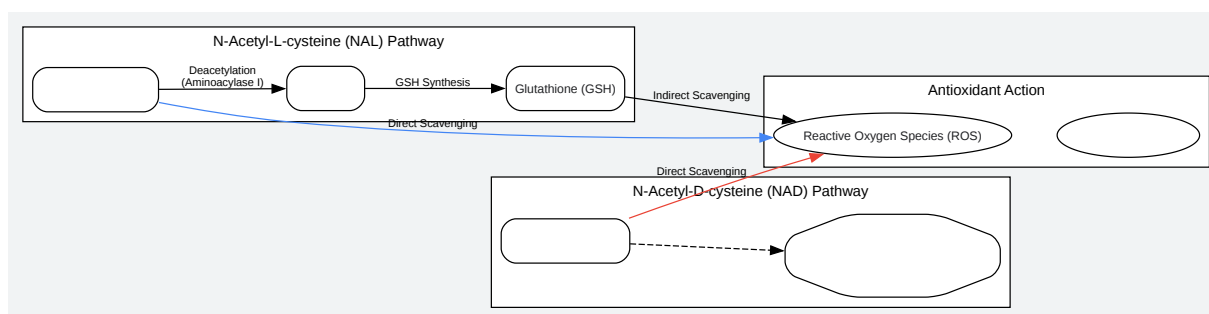 N-Acetyl-L-cysteine (NAL) Pathway
Deacetylation
(Aminoacylase I)
GSH Synthesis
Glutathione (GSH)
Indirect Scavenging
Direct Scavenging
Antioxidant Action
Reactive Oxygen Species (ROS)
Direct Scavenging
N-Acetyl-D-cysteine (NAD) Pathway